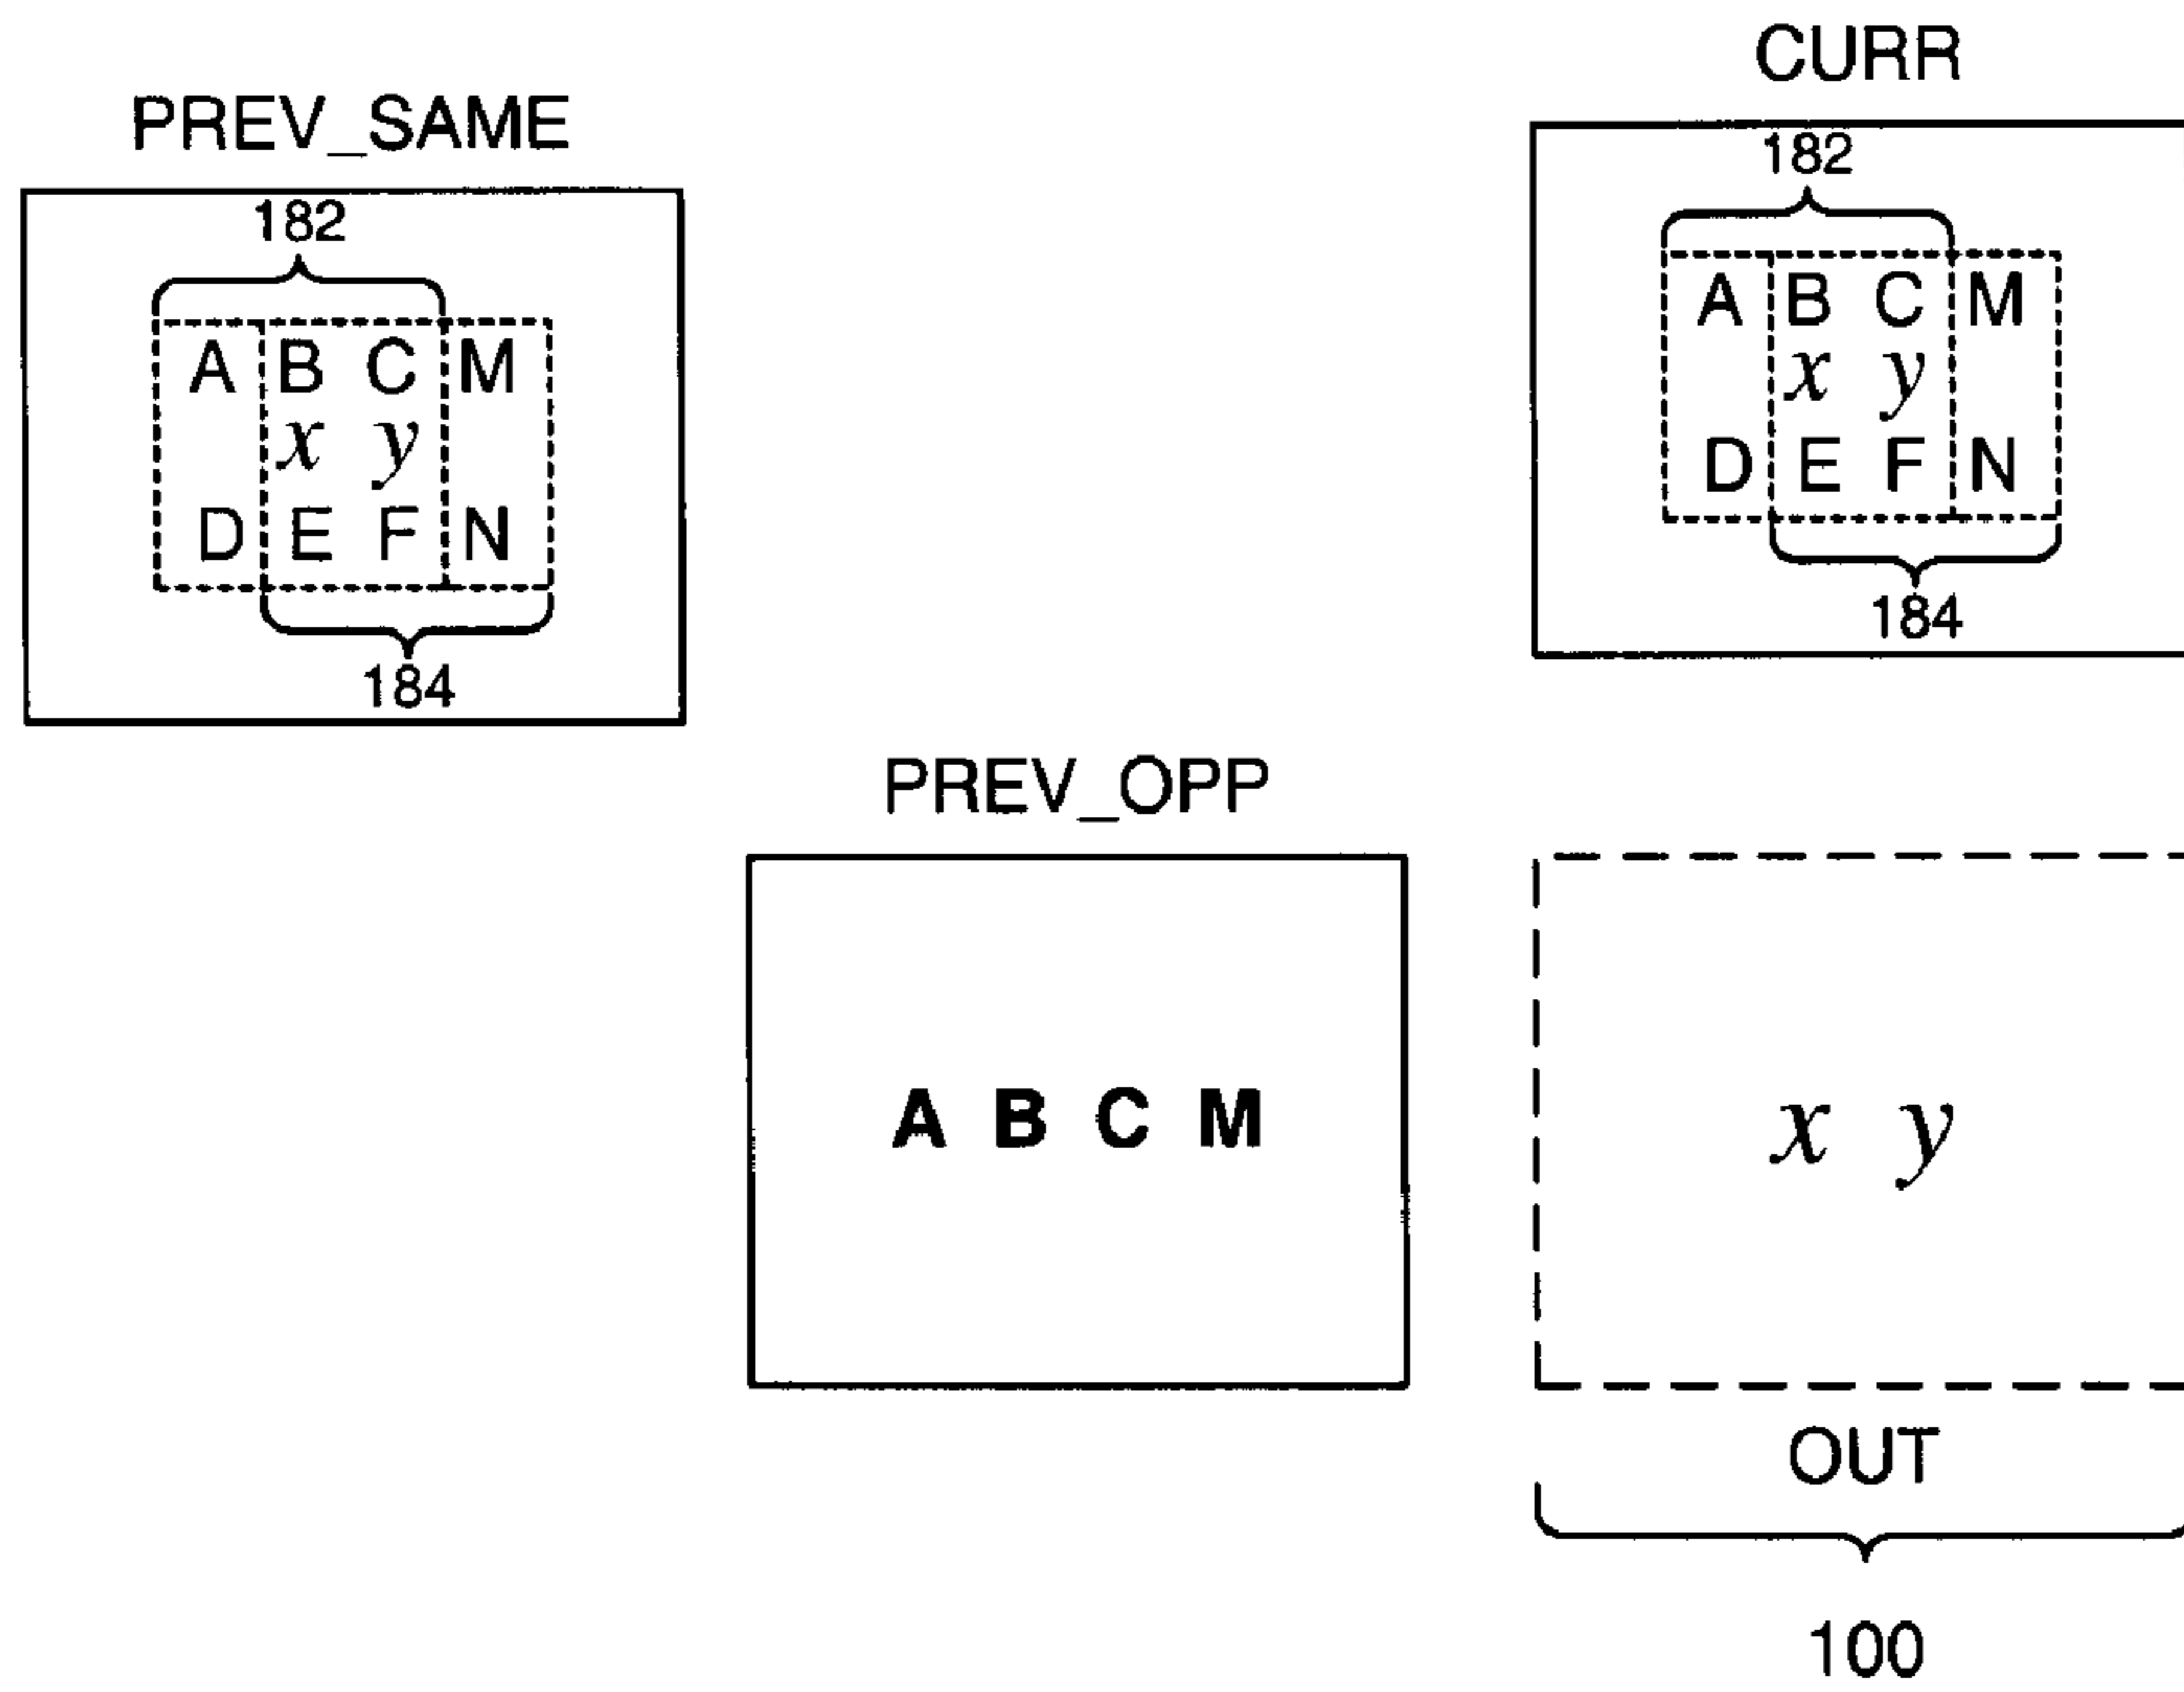 PREV_SAME
182
A B C M
x y
D E F N
184
CURR
182
A B C M
x y
D E F N
184
PREV_OPP
A B C M
x y
OUT
100